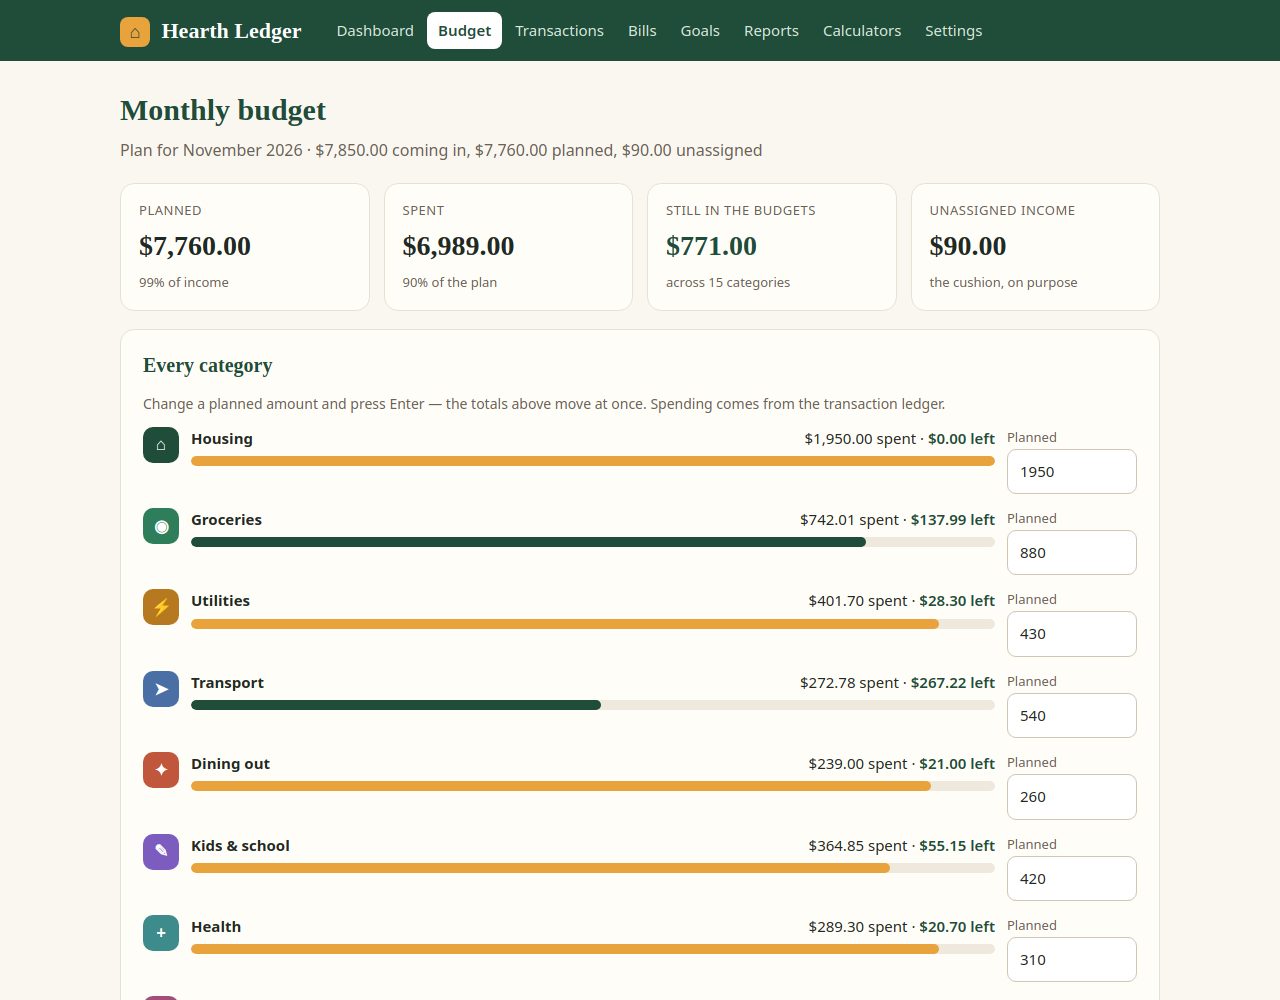 Hearth Ledger Dashboard Budget Transactions Bills Goals Reports Calculators Settings
Monthly budget
Plan for November 2026 · $7,850.00 coming in, $7,760.00 planned, $90.00 unassigned
PLANNED
$7,760.00
99% of income
SPENT
$6,989.00
90% of the plan
STILL IN THE BUDGETS
$771.00
across 15 categories
UNASSIGNED INCOME
$90.00
the cushion, on purpose
Every category
Change a planned amount and press Enter — the totals above move at once. Spending comes from the transaction ledger.
Housing $1,950.00 spent · $0.00 left Planned
1950
Groceries $742.01 spent · $137.99 left Planned
880
Utilities $401.70 spent · $28.30 left Planned
430
Transport $272.78 spent · $267.22 left Planned
540
Dining out $239.00 spent · $21.00 left Planned
260
Kids & school $364.85 spent · $55.15 left Planned
420
Health $289.30 spent · $20.70 left Planned
310